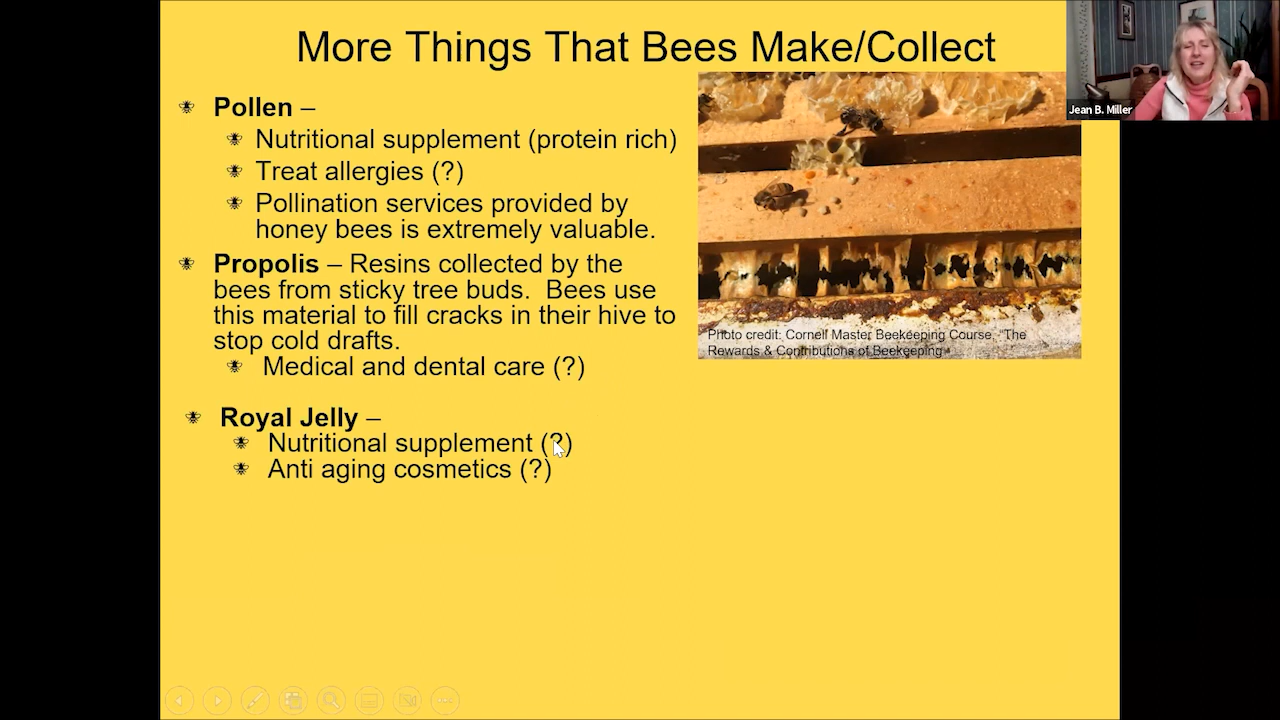 More Things That Bees Make/Collect
Jean B. Miller
Pollen –
Nutritional supplement (protein rich)
Treat allergies (?)
Pollination services provided by
honey bees is extremely valuable.
Propolis – Resins collected by the
bees from sticky tree buds. Bees use
this material to fill cracks in their hive to
stop cold drafts.
Medical and dental care (?)
Royal Jelly –
Nutritional supplement (?)
Anti aging cosmetics (?)
Photo credit: Cornell Master Beekeeping Course, "The
Rewards & Contributions of Beekeeping"